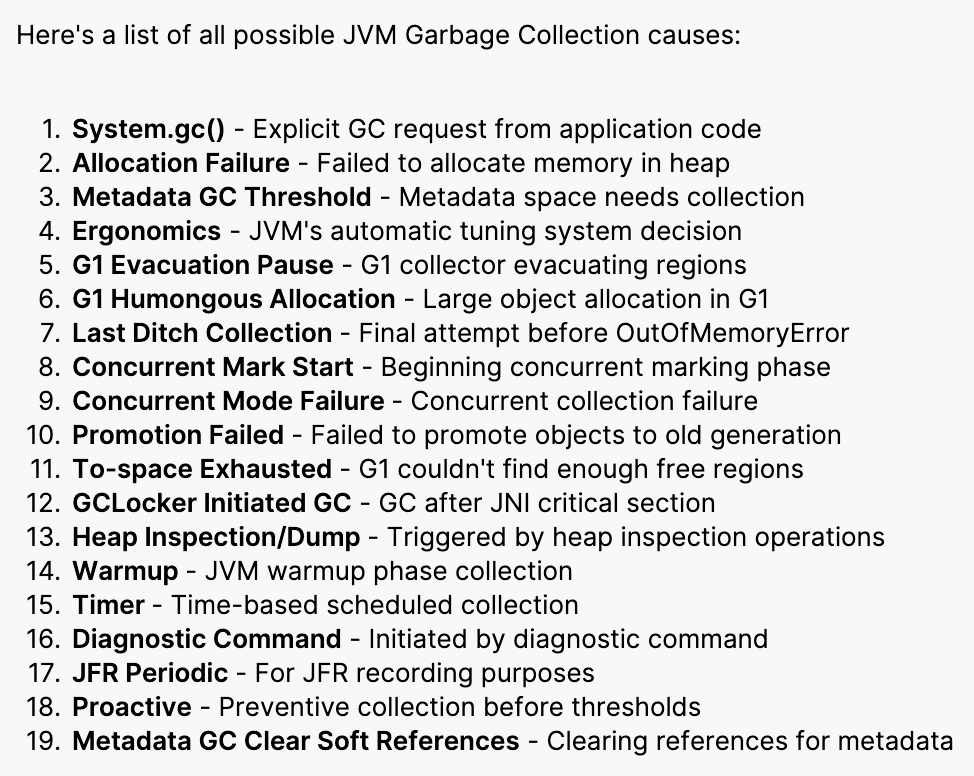 Here's a list of all possible JVM Garbage Collection causes:
1. System.gc() - Explicit GC request from application code
2. Allocation Failure - Failed to allocate memory in heap
3. Metadata GC Threshold - Metadata space needs collection
4. Ergonomics - JVM's automatic tuning system decision
5. G1 Evacuation Pause - G1 collector evacuating regions
6. G1 Humongous Allocation - Large object allocation in G1
7. Last Ditch Collection - Final attempt before OutOfMemoryError
8. Concurrent Mark Start - Beginning concurrent marking phase
9. Concurrent Mode Failure - Concurrent collection failure
10. Promotion Failed - Failed to promote objects to old generation
11. To-space Exhausted - G1 couldn't find enough free regions
12. GCLocker Initiated GC - GC after JNI critical section
13. Heap Inspection/Dump - Triggered by heap inspection operations
14. Warmup - JVM warmup phase collection
15. Timer - Time-based scheduled collection
16. Diagnostic Command - Initiated by diagnostic command
17. JFR Periodic - For JFR recording purposes
18. Proactive - Preventive collection before thresholds
19. Metadata GC Clear Soft References - Clearing references for metadata